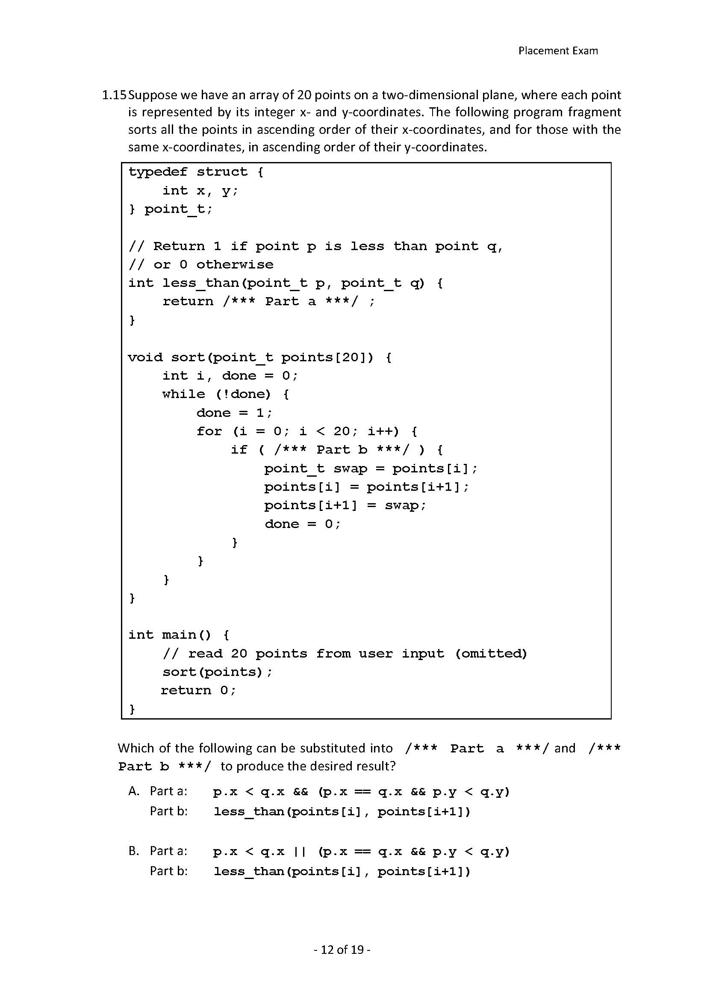 Placement Exam
1.15 Suppose we have an array of 20 points on a two-dimensional plane, where each point
is represented by its integer x- and y-coordinates. The following program fragment
sorts all the points in ascending order of their x-coordinates, and for those with the
same x-coordinates, in ascending order of their y-coordinates.
typedef struct {
    int x, y;
} point_t;

// Return 1 if point p is less than point q,
// or 0 otherwise
int less_than(point_t p, point_t q) {
    return /*** Part a ***/ ;
}

void sort(point_t points[20]) {
    int i, done = 0;
    while (!done) {
        done = 1;
        for (i = 0; i < 20; i++) {
            if ( /*** Part b ***/ ) {
                point_t swap = points[i];
                points[i] = points[i+1];
                points[i+1] = swap;
                done = 0;
            }
        }
    }
}

int main() {
    // read 20 points from user input (omitted)
    sort(points);
    return 0;
}
Which of the following can be substituted into /*** Part a ***/ and /***
Part b ***/ to produce the desired result?
A. Part a: p.x < q.x && (p.x == q.x && p.y < q.y)
Part b: less_than(points[i], points[i+1])
B. Part a: p.x < q.x || (p.x == q.x && p.y < q.y)
Part b: less_than(points[i], points[i+1])
- 12 of 19 -